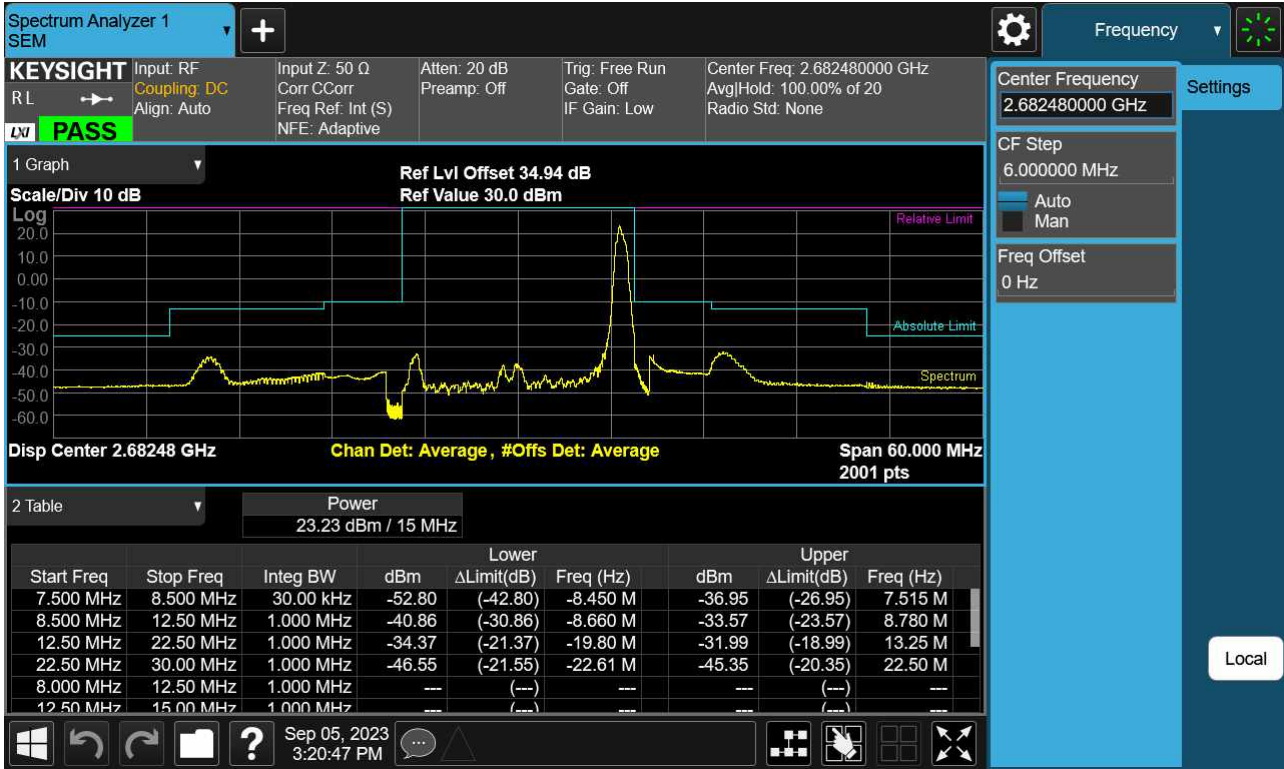 Spectrum Analyzer 1
SEM
+
Frequency
KEYSIGHT
RL
LXI
PASS
Input: RF
Coupling: DC
Align: Auto
Input Z: 50 Ω
Corr CCorr
Freq Ref: Int (S)
NFE: Adaptive
Atten: 20 dB
Preamp: Off
Trig: Free Run
Gate: Off
IF Gain: Low
Center Freq: 2.682480000 GHz
Avg|Hold: 100.00% of 20
Radio Std: None
Center Frequency
2.682480000 GHz
Settings
CF Step
6.000000 MHz
Auto
Man
Freq Offset
0 Hz
1 Graph
Scale/Div 10 dB
Ref Lvl Offset 34.94 dB
Ref Value 30.0 dBm
Log
20.0
10.0
0.00
-10.0
-20.0
-30.0
-40.0
-50.0
-60.0
Relative Limit
Absolute Limit
Spectrum
Disp Center 2.68248 GHz
Chan Det: Average , #Offs Det: Average
Span 60.000 MHz
2001 pts
2 Table
Power
23.23 dBm / 15 MHz
Lower Upper
Start Freq Stop Freq Integ BW dBm ΔLimit(dB) Freq (Hz) dBm ΔLimit(dB) Freq (Hz)
7.500 MHz 8.500 MHz 30.00 kHz -52.80 (-42.80) -8.450 M -36.95 (-26.95) 7.515 M
8.500 MHz 12.50 MHz 1.000 MHz -40.86 (-30.86) -8.660 M -33.57 (-23.57) 8.780 M
12.50 MHz 22.50 MHz 1.000 MHz -34.37 (-21.37) -19.80 M -31.99 (-18.99) 13.25 M
22.50 MHz 30.00 MHz 1.000 MHz -46.55 (-21.55) -22.61 M -45.35 (-20.35) 22.50 M
8.000 MHz 12.50 MHz 1.000 MHz --- (---) --- --- (---) ---
12.50 MHz 15.00 MHz 1.000 MHz --- (---) --- --- (---) ---
Local
?
Sep 05, 2023
3:20:47 PM